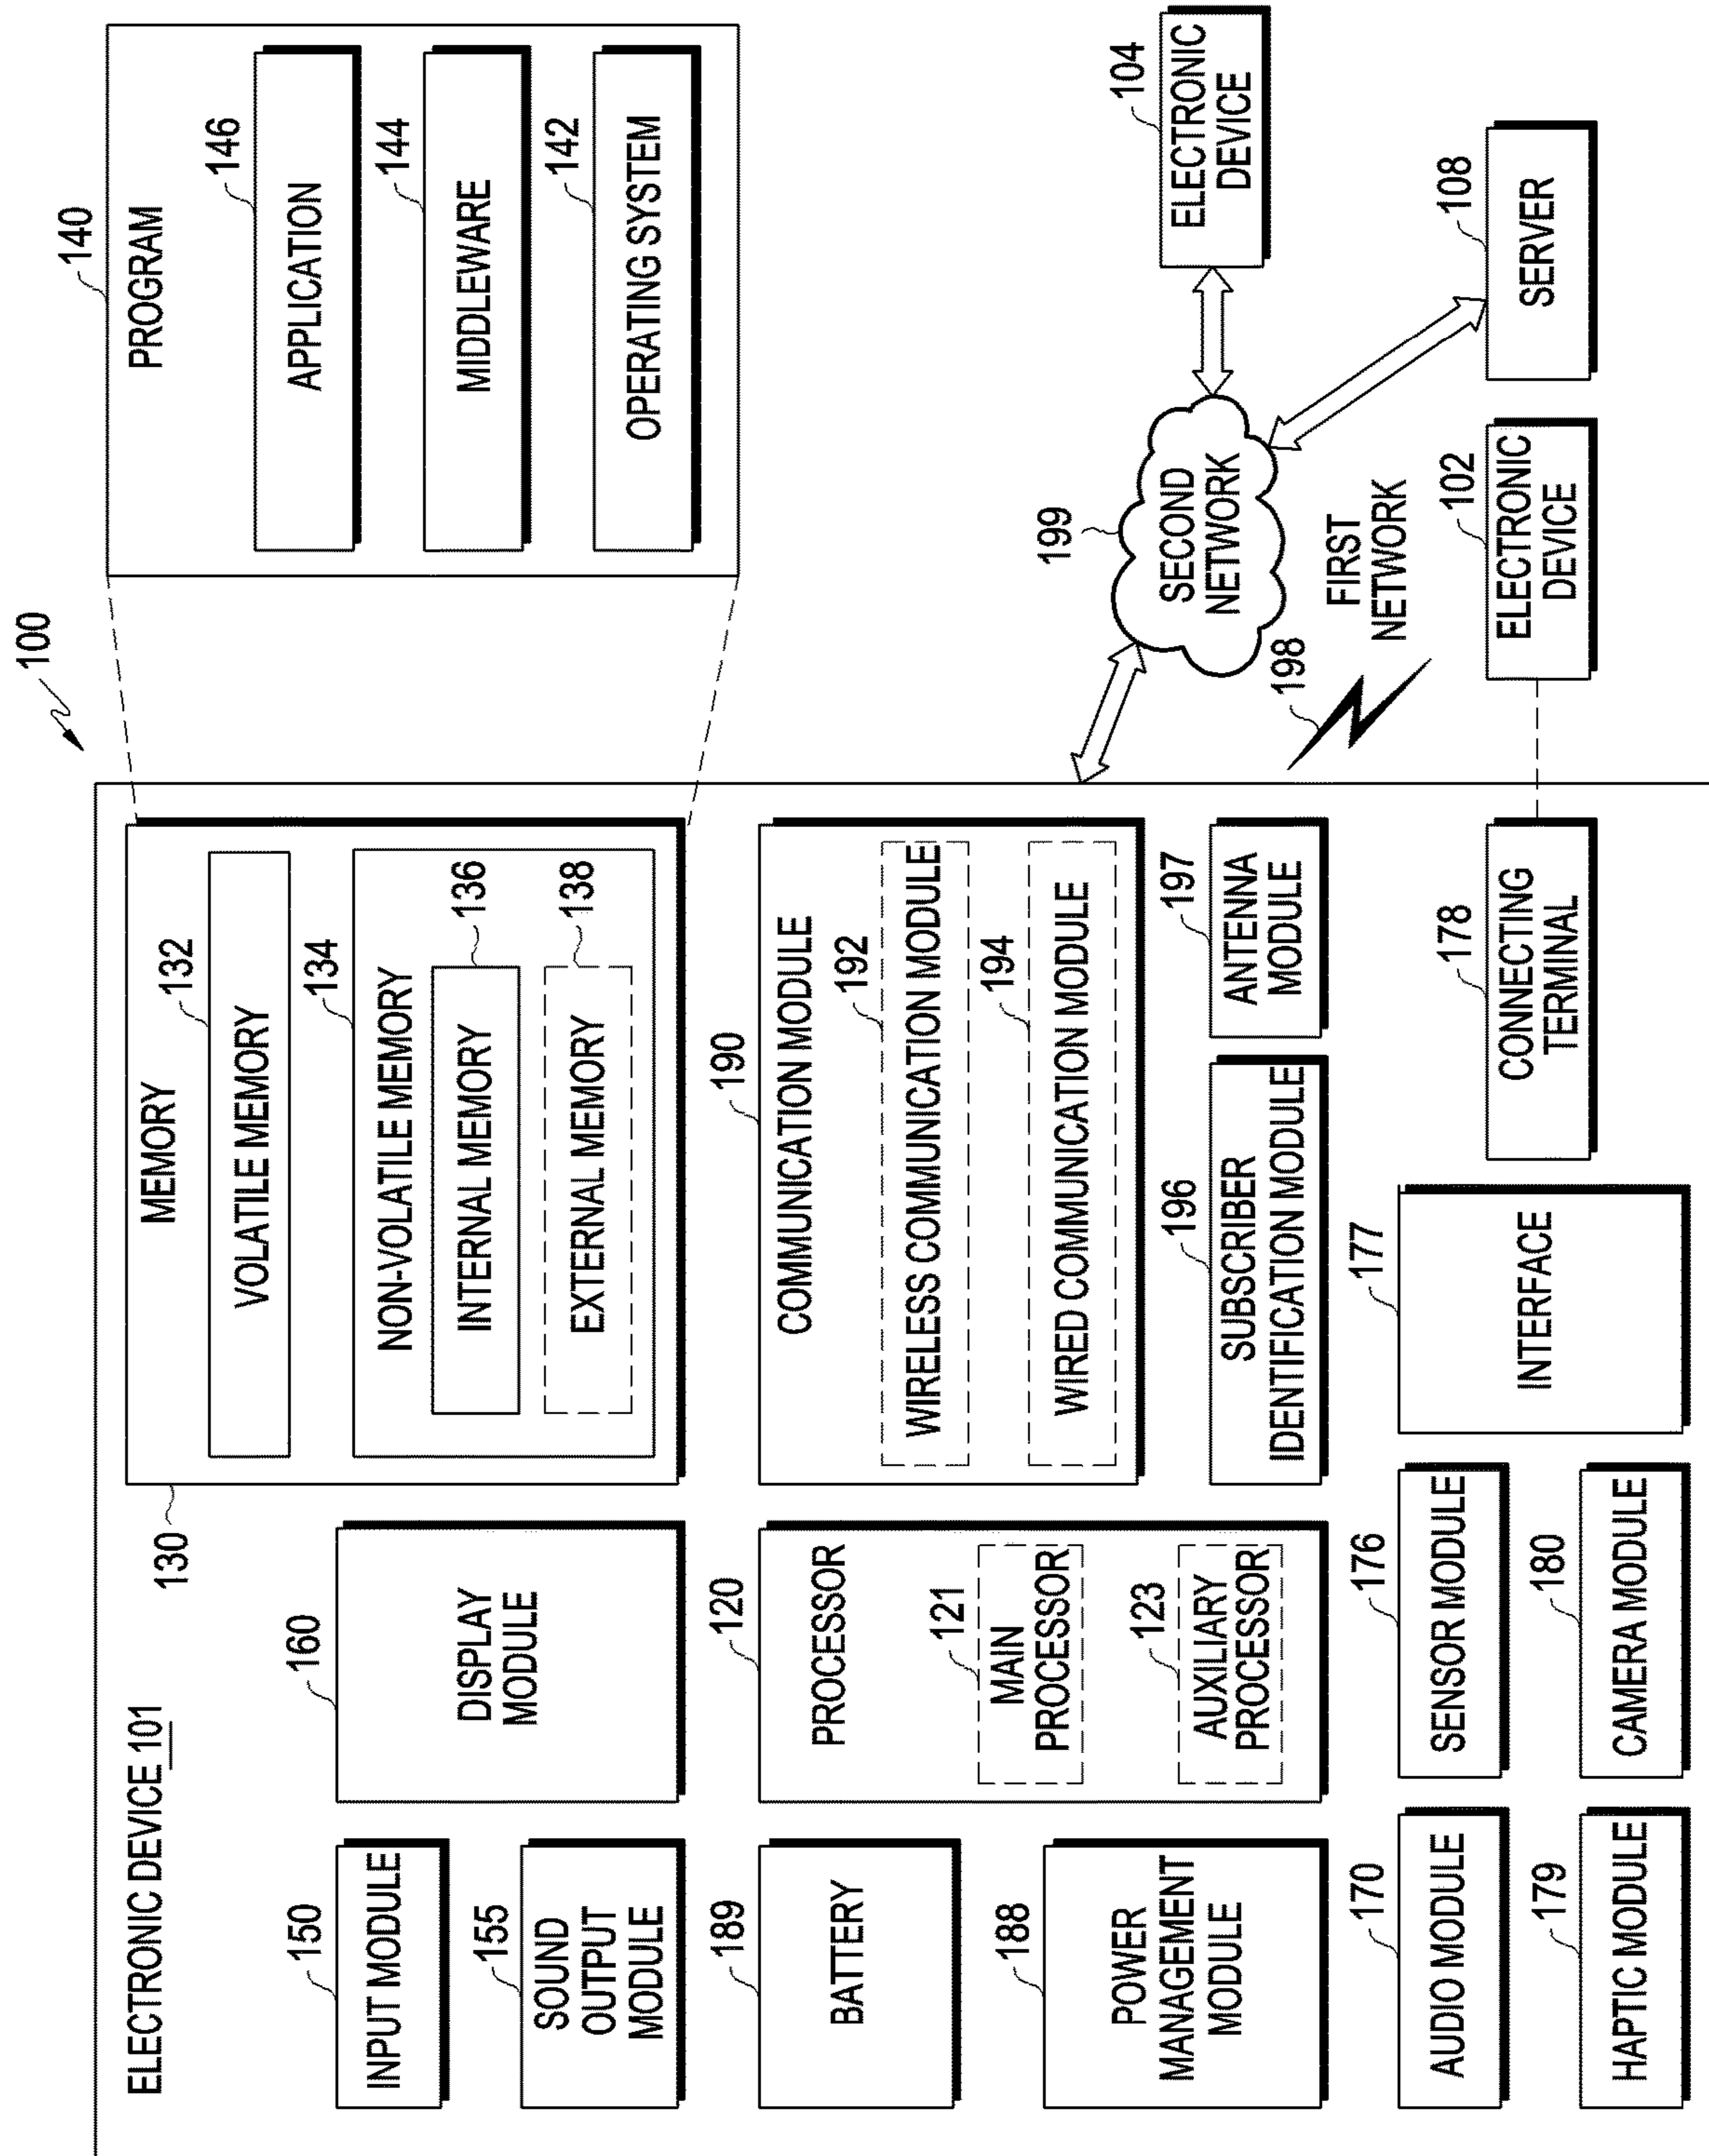 100
ELECTRONIC DEVICE 101
150
INPUT MODULE
155
SOUND
OUTPUT
MODULE
160
DISPLAY
MODULE
130
MEMORY
132
VOLATILE MEMORY
134
NON-VOLATILE MEMORY
136
INTERNAL MEMORY
138
EXTERNAL MEMORY
140
PROGRAM
146
APPLICATION
144
MIDDLEWARE
142
OPERATING SYSTEM
189
BATTERY
188
POWER
MANAGEMENT
MODULE
120
PROCESSOR
121
MAIN
PROCESSOR
123
AUXILIARY
PROCESSOR
190
COMMUNICATION MODULE
192
WIRELESS COMMUNICATION MODULE
194
WIRED COMMUNICATION MODULE
196
SUBSCRIBER
IDENTIFICATION MODULE
197
ANTENNA
MODULE
199
SECOND
NETWORK
104
ELECTRONIC
DEVICE
198
FIRST
NETWORK
108
SERVER
102
ELECTRONIC
DEVICE
170
AUDIO MODULE
176
SENSOR MODULE
177
INTERFACE
178
CONNECTING
TERMINAL
179
HAPTIC MODULE
180
CAMERA MODULE